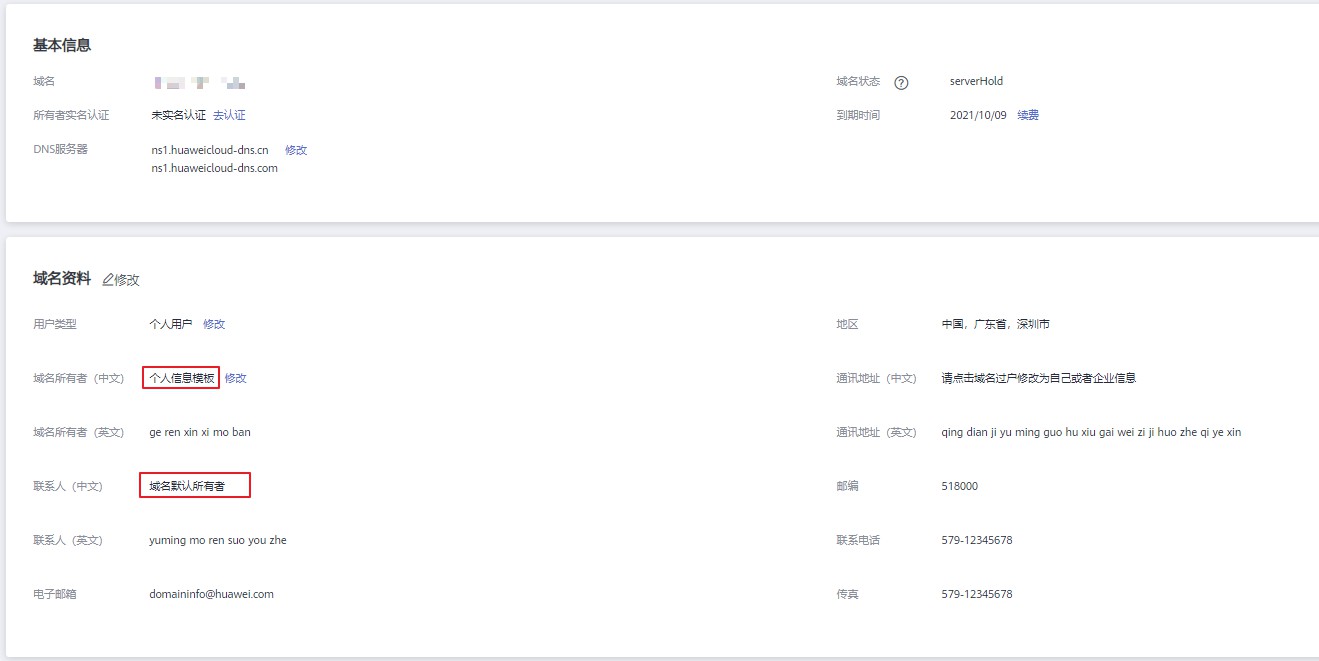 基本信息
域名
域名状态 ? serverHold
所有者实名认证 未实名认证 去认证
到期时间 2021/10/09 续费
DNS服务器 ns1.huaweicloud-dns.cn 修改
ns1.huaweicloud-dns.com
域名资料 修改
用户类型 个人用户 修改
地区 中国，广东省，深圳市
域名所有者（中文） 个人信息模板 修改
通讯地址（中文） 请点击域名过户修改为自己或者企业信息
域名所有者（英文） ge ren xin xi mo ban
通讯地址（英文） qing dian ji yu ming guo hu xiu gai wei zi ji huo zhe qi ye xin
联系人（中文） 域名默认所有者
邮编 518000
联系人（英文） yuming mo ren suo you zhe
联系电话 579-12345678
电子邮箱 domaininfo@huawei.com
传真 579-12345678